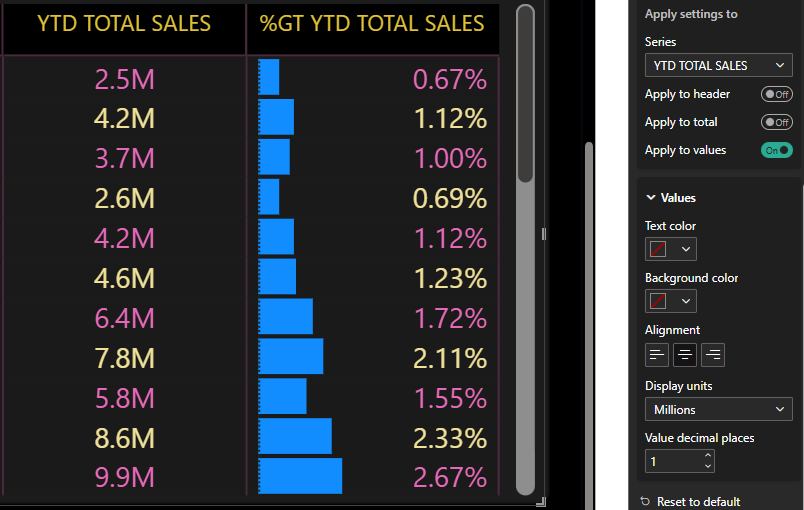 YTD TOTAL SALES %GT YTD TOTAL SALES
2.5M 0.67%
4.2M 1.12%
3.7M 1.00%
2.6M 0.69%
4.2M 1.12%
4.6M 1.23%
6.4M 1.72%
7.8M 2.11%
5.8M 1.55%
8.6M 2.33%
9.9M 2.67%
Apply settings to
Series
YTD TOTAL SALES
Apply to header Off
Apply to total Off
Apply to values On
Values
Text color
Background color
Alignment
Display units
Millions
Value decimal places
1
Reset to default